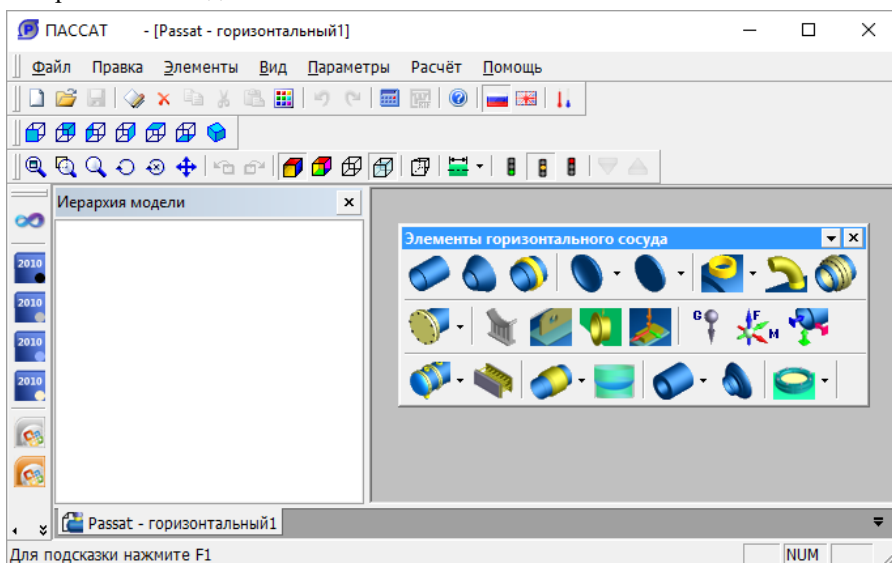 ПАССАТ - [Passat - горизонтальный1]
Файл Правка Элементы Вид Параметры Расчёт Помощь
Иерархия модели
Элементы горизонтального сосуда
2010
2010
2010
2010
G
F
M
Passat - горизонтальный1
Для подсказки нажмите F1
NUM